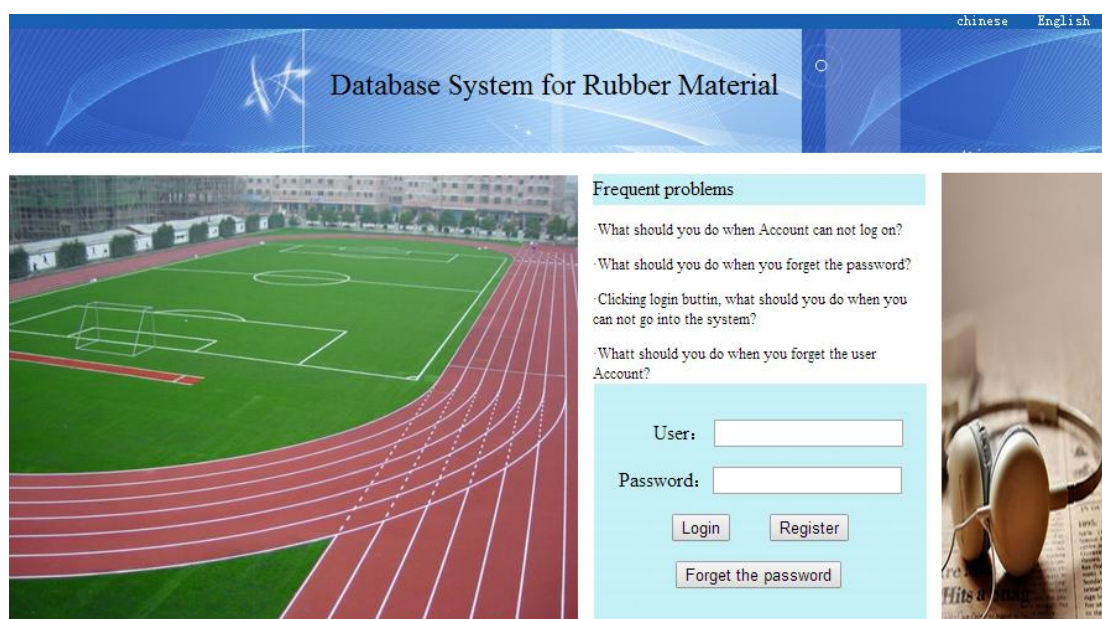 chinese English
Database System for Rubber Material
Frequent problems
·What should you do when Account can not log on?
·What should you do when you forget the password?
·Clicking login buttin, what should you do when you
can not go into the system?
·Whatt should you do when you forget the user
Account?
User:
Password:
Login Register
Forget the password
Hits a Snag